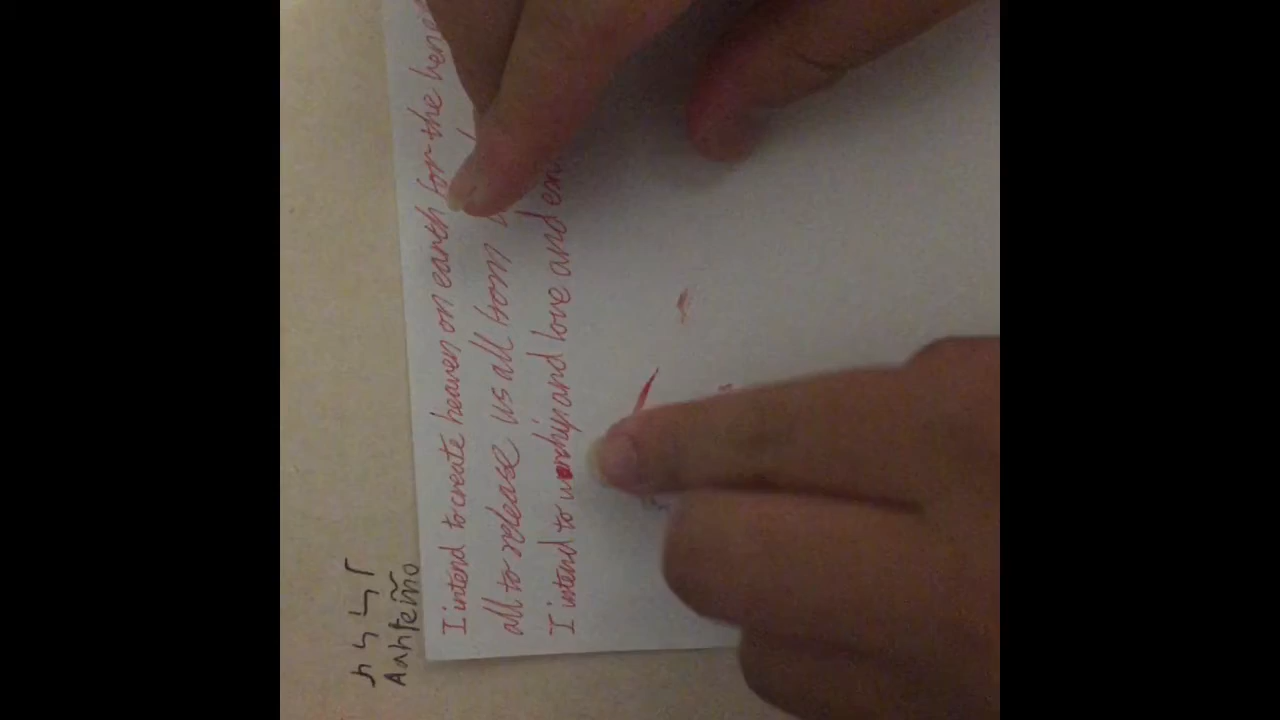 Aahteño
I intend to create heaven on earth for the
all to release us all from
I intend to worship and love and